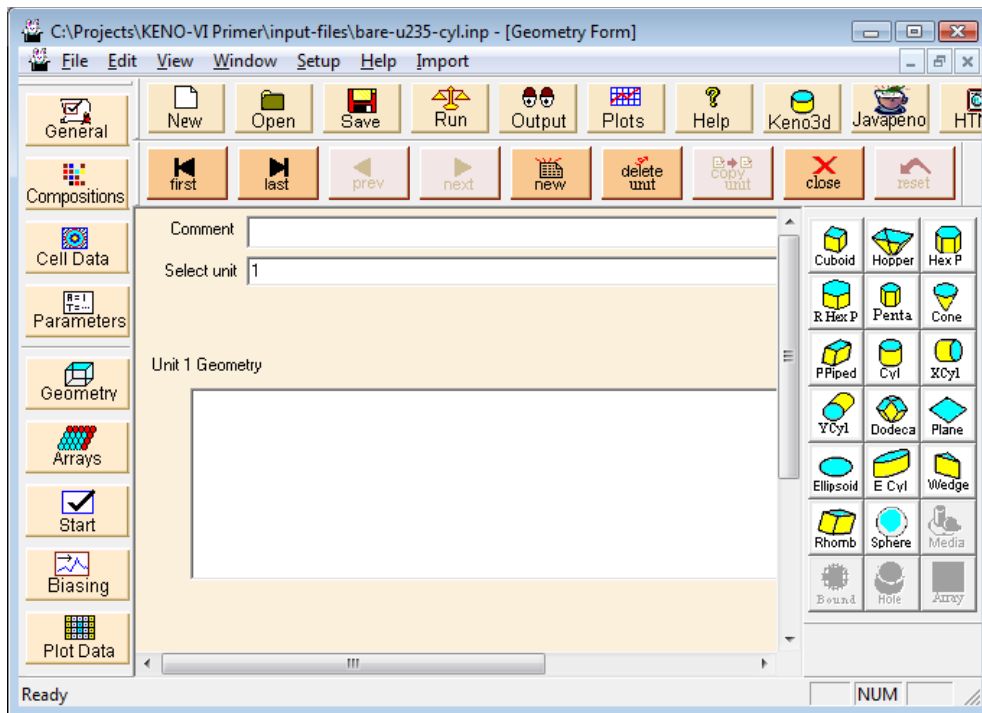 C:\Projects\KENO-VI Primer\input-files\bare-u235-cyl.inp - [Geometry Form]
File Edit View Window Setup Help Import
General
New Open Save Run Output Plots Help Keno3d Javapeno HTM
Compositions
first last prev next new delete unit copy unit close reset
Cell Data
Parameters
Geometry
Arrays
Start
Biasing
Plot Data
Comment
Select unit 1
Unit 1 Geometry
Cuboid Hopper Hex P
R Hex P Penta Cone
PPiped Cyl XCyl
YCyl Dodeca Plane
Ellipsoid E Cyl Wedge
Rhomb Sphere Media
Bound Hole Array
Ready NUM